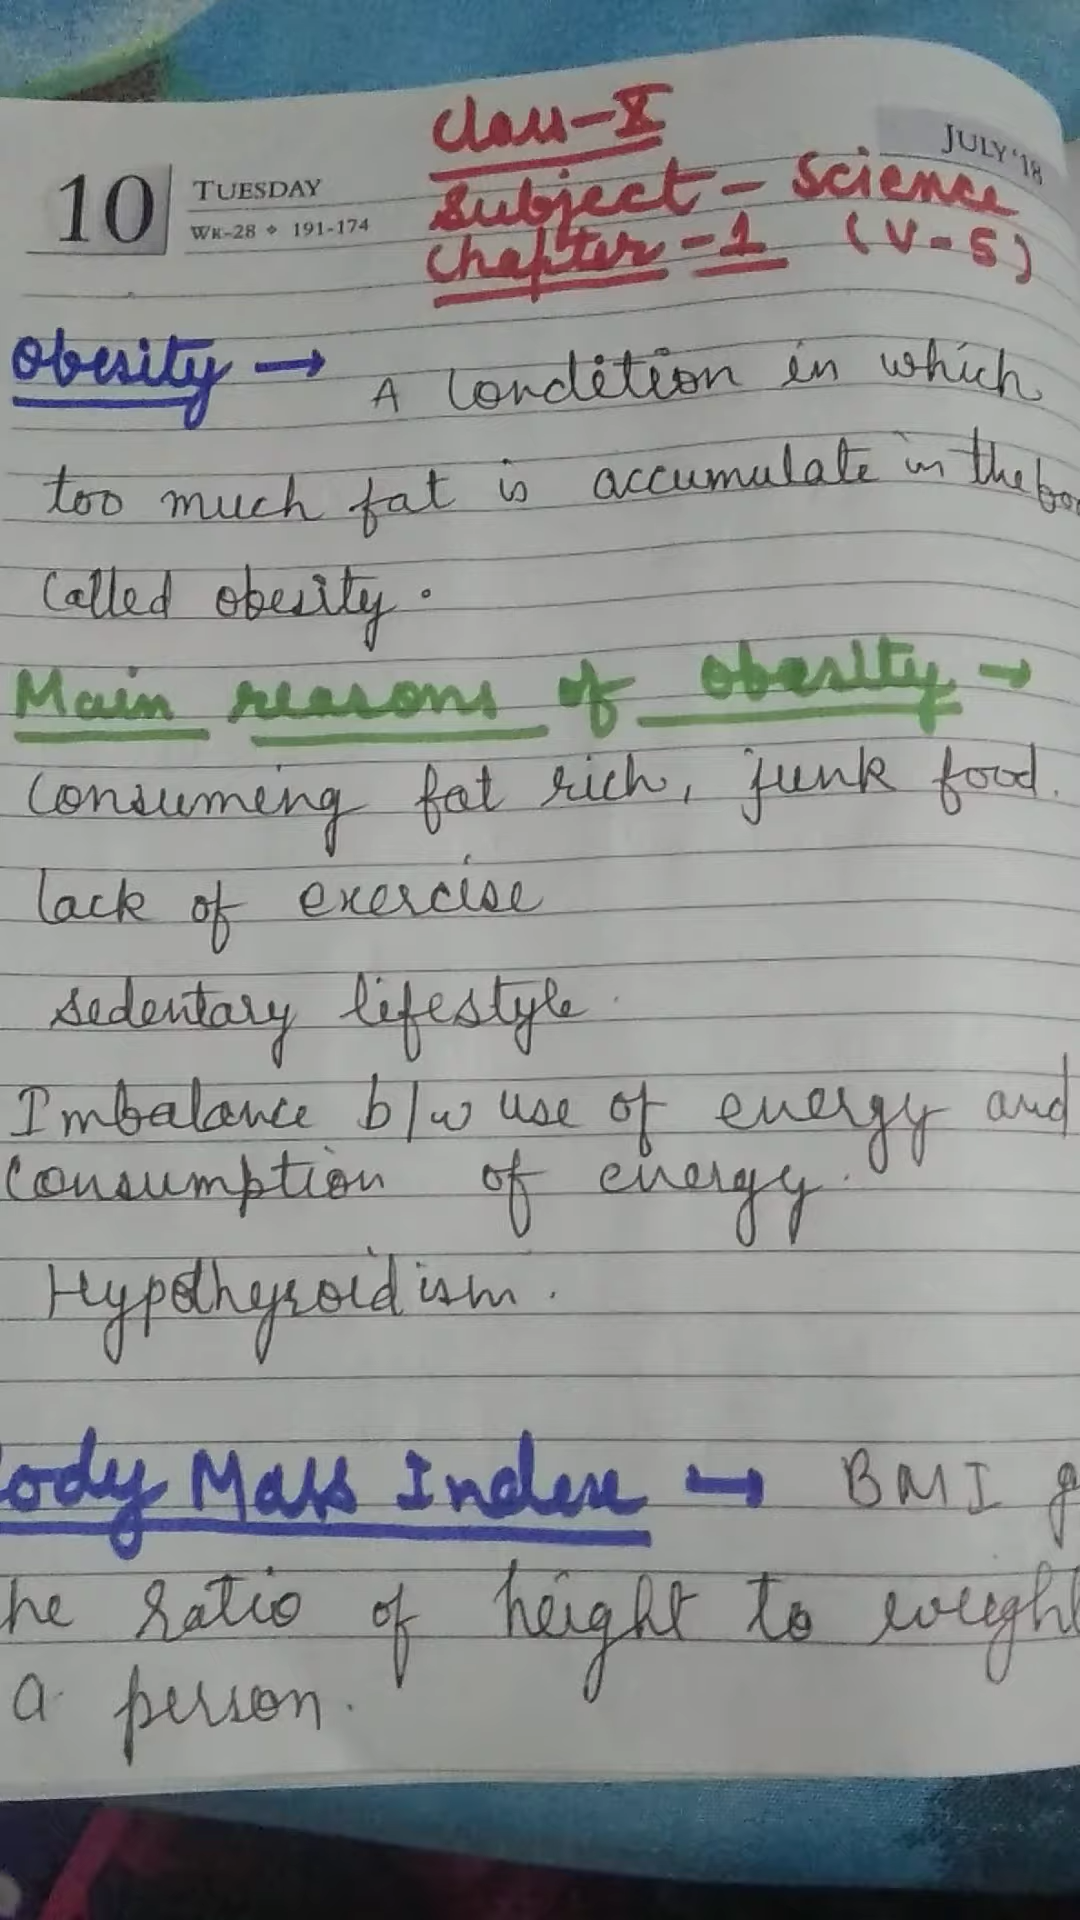 Class-X
JULY'18
10 TUESDAY
Subject - Science
WK-28 ❖ 191-174
Chapter-1 (V-5)
Obesity → A condition in which
too much fat is accumulate in the
called obesity.
Main reasons of obesity →
Consuming fat rich, junk food.
lack of exercise
sedentary lifestyle.
Imbalance b/w use of energy and
Consumption of energy.
Hypothyroidism.
ody Mass Index → BMI
he ratio of height to weight
a person.